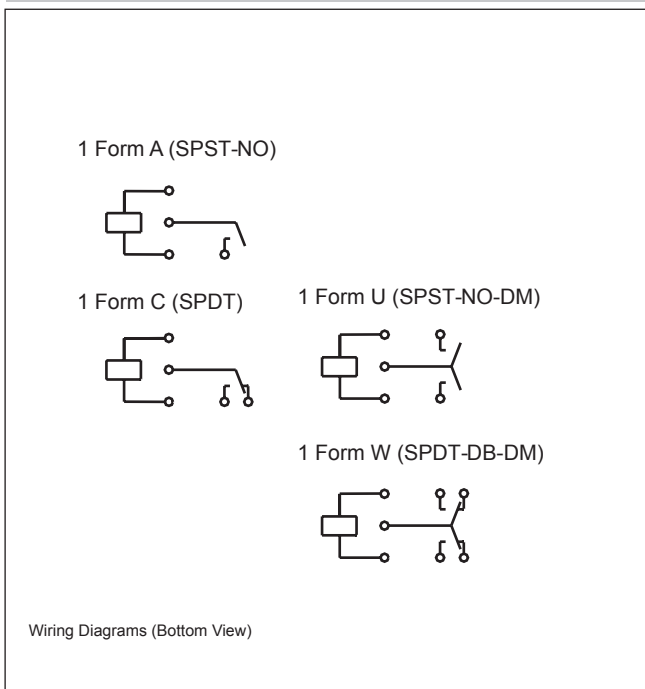 1 Form A (SPST-NO)
1 Form C (SPDT)
1 Form U (SPST-NO-DM)
1 Form W (SPDT-DB-DM)
Wiring Diagrams (Bottom View)